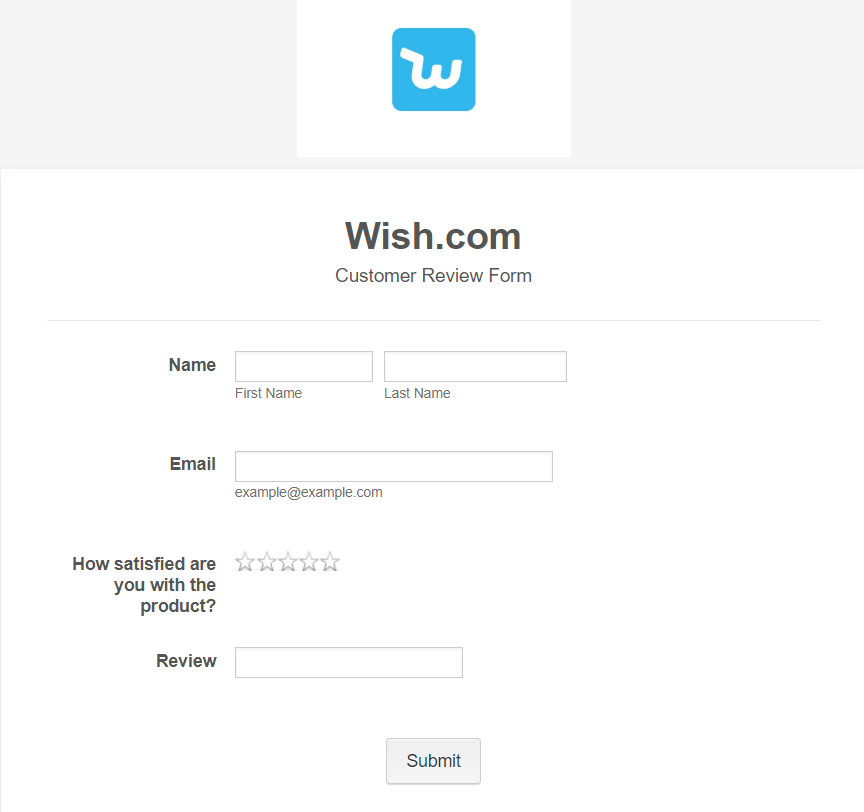 w
Wish.com
Customer Review Form
Name
First Name
Last Name
Email
example@example.com
How satisfied are
you with the
product?
Review
Submit